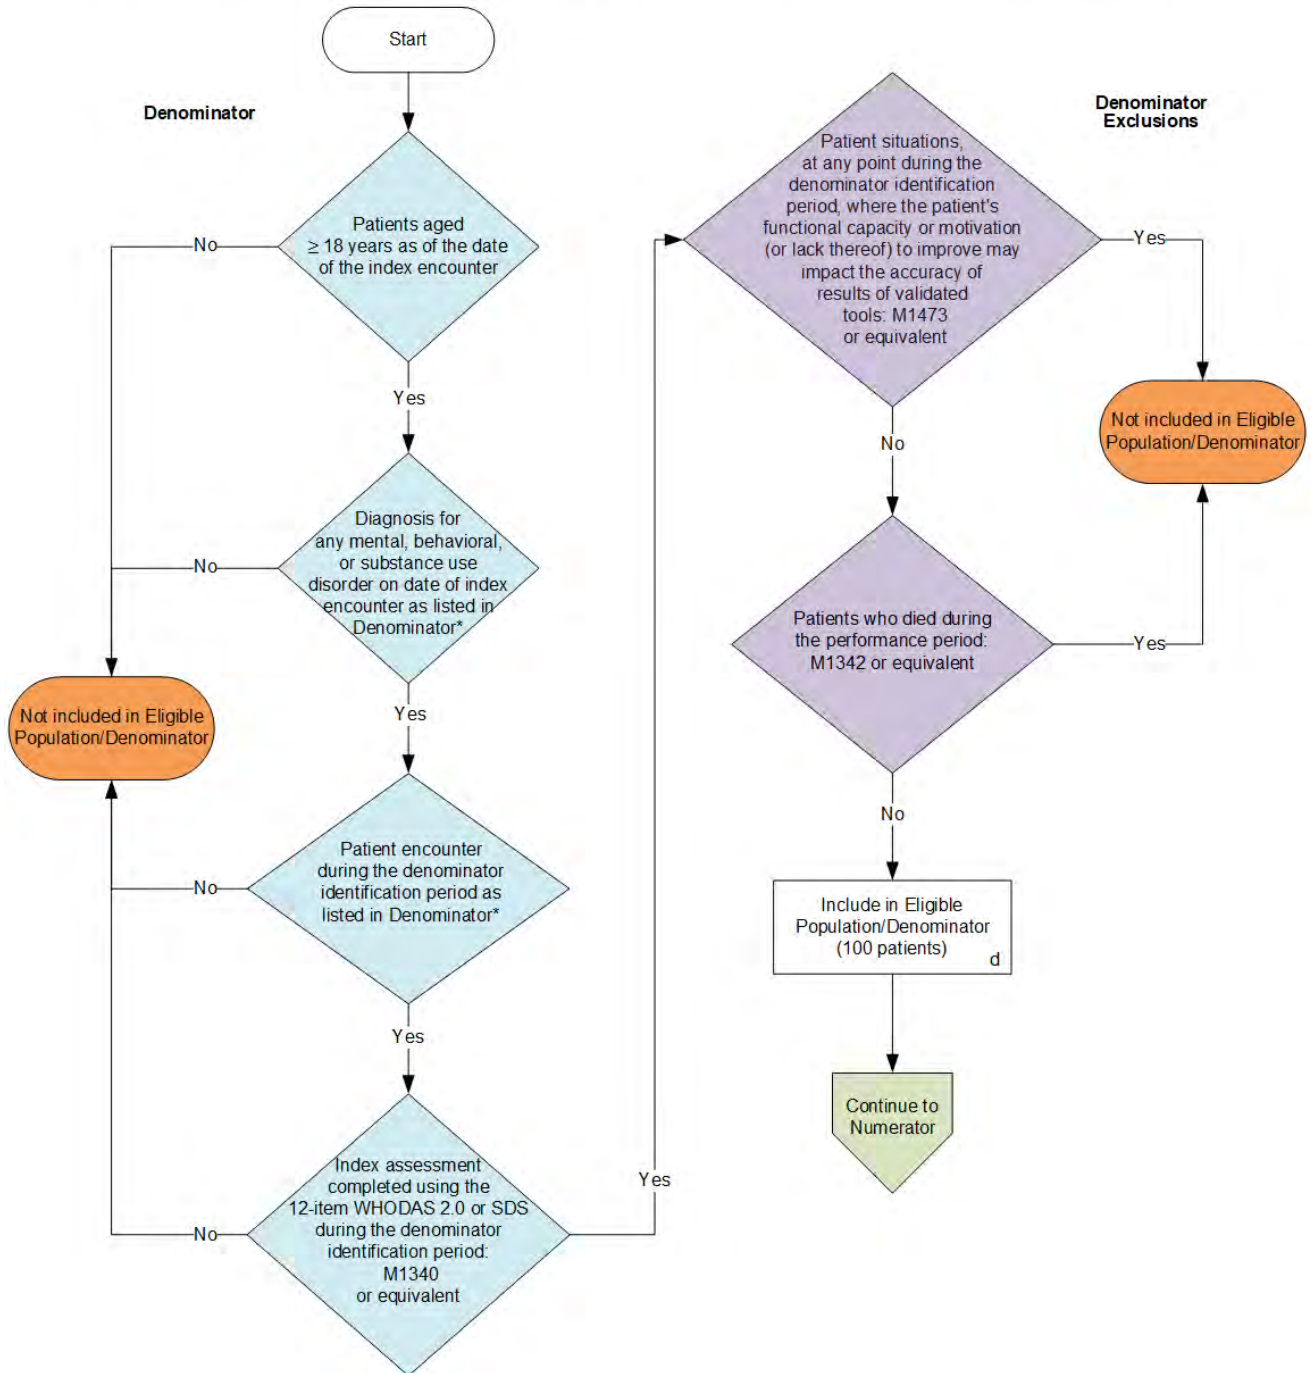 Start
Denominator
Patients aged
≥ 18 years as of the date
of the index encounter
No
Yes
Diagnosis for
any mental, behavioral,
or substance use
disorder on date of index
encounter as listed in
Denominator*
No
Yes
Not included in Eligible
Population/Denominator
Patient encounter
during the denominator
identification period as
listed in Denominator*
No
Yes
Index assessment
completed using the
12-item WHODAS 2.0 or SDS
during the denominator
identification period:
M1340
or equivalent
No
Yes
Denominator
Exclusions
Patient situations,
at any point during the
denominator identification
period, where the patient's
functional capacity or motivation
(or lack thereof) to improve may
impact the accuracy of
results of validated
tools: M1473
or equivalent
Yes
No
Not included in Eligible
Population/Denominator
Patients who died during
the performance period:
M1342 or equivalent
Yes
No
Include in Eligible
Population/Denominator
(100 patients)
d
Continue to
Numerator